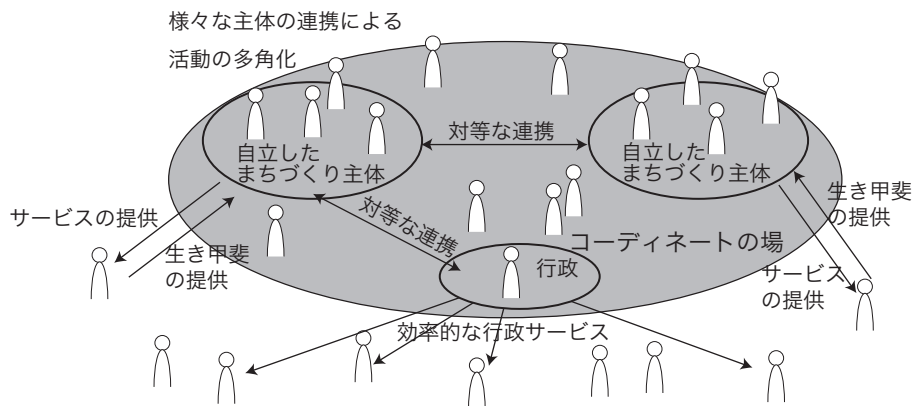 様々な主体の連携による
活動の多角化
対等な連携
自立した
まちづくり主体
自立した
まちづくり主体
サービスの提供
生き甲斐
の提供
対等な連携
コーディネートの場
行政
生き甲斐
の提供
サービス
の提供
効率的な行政サービス